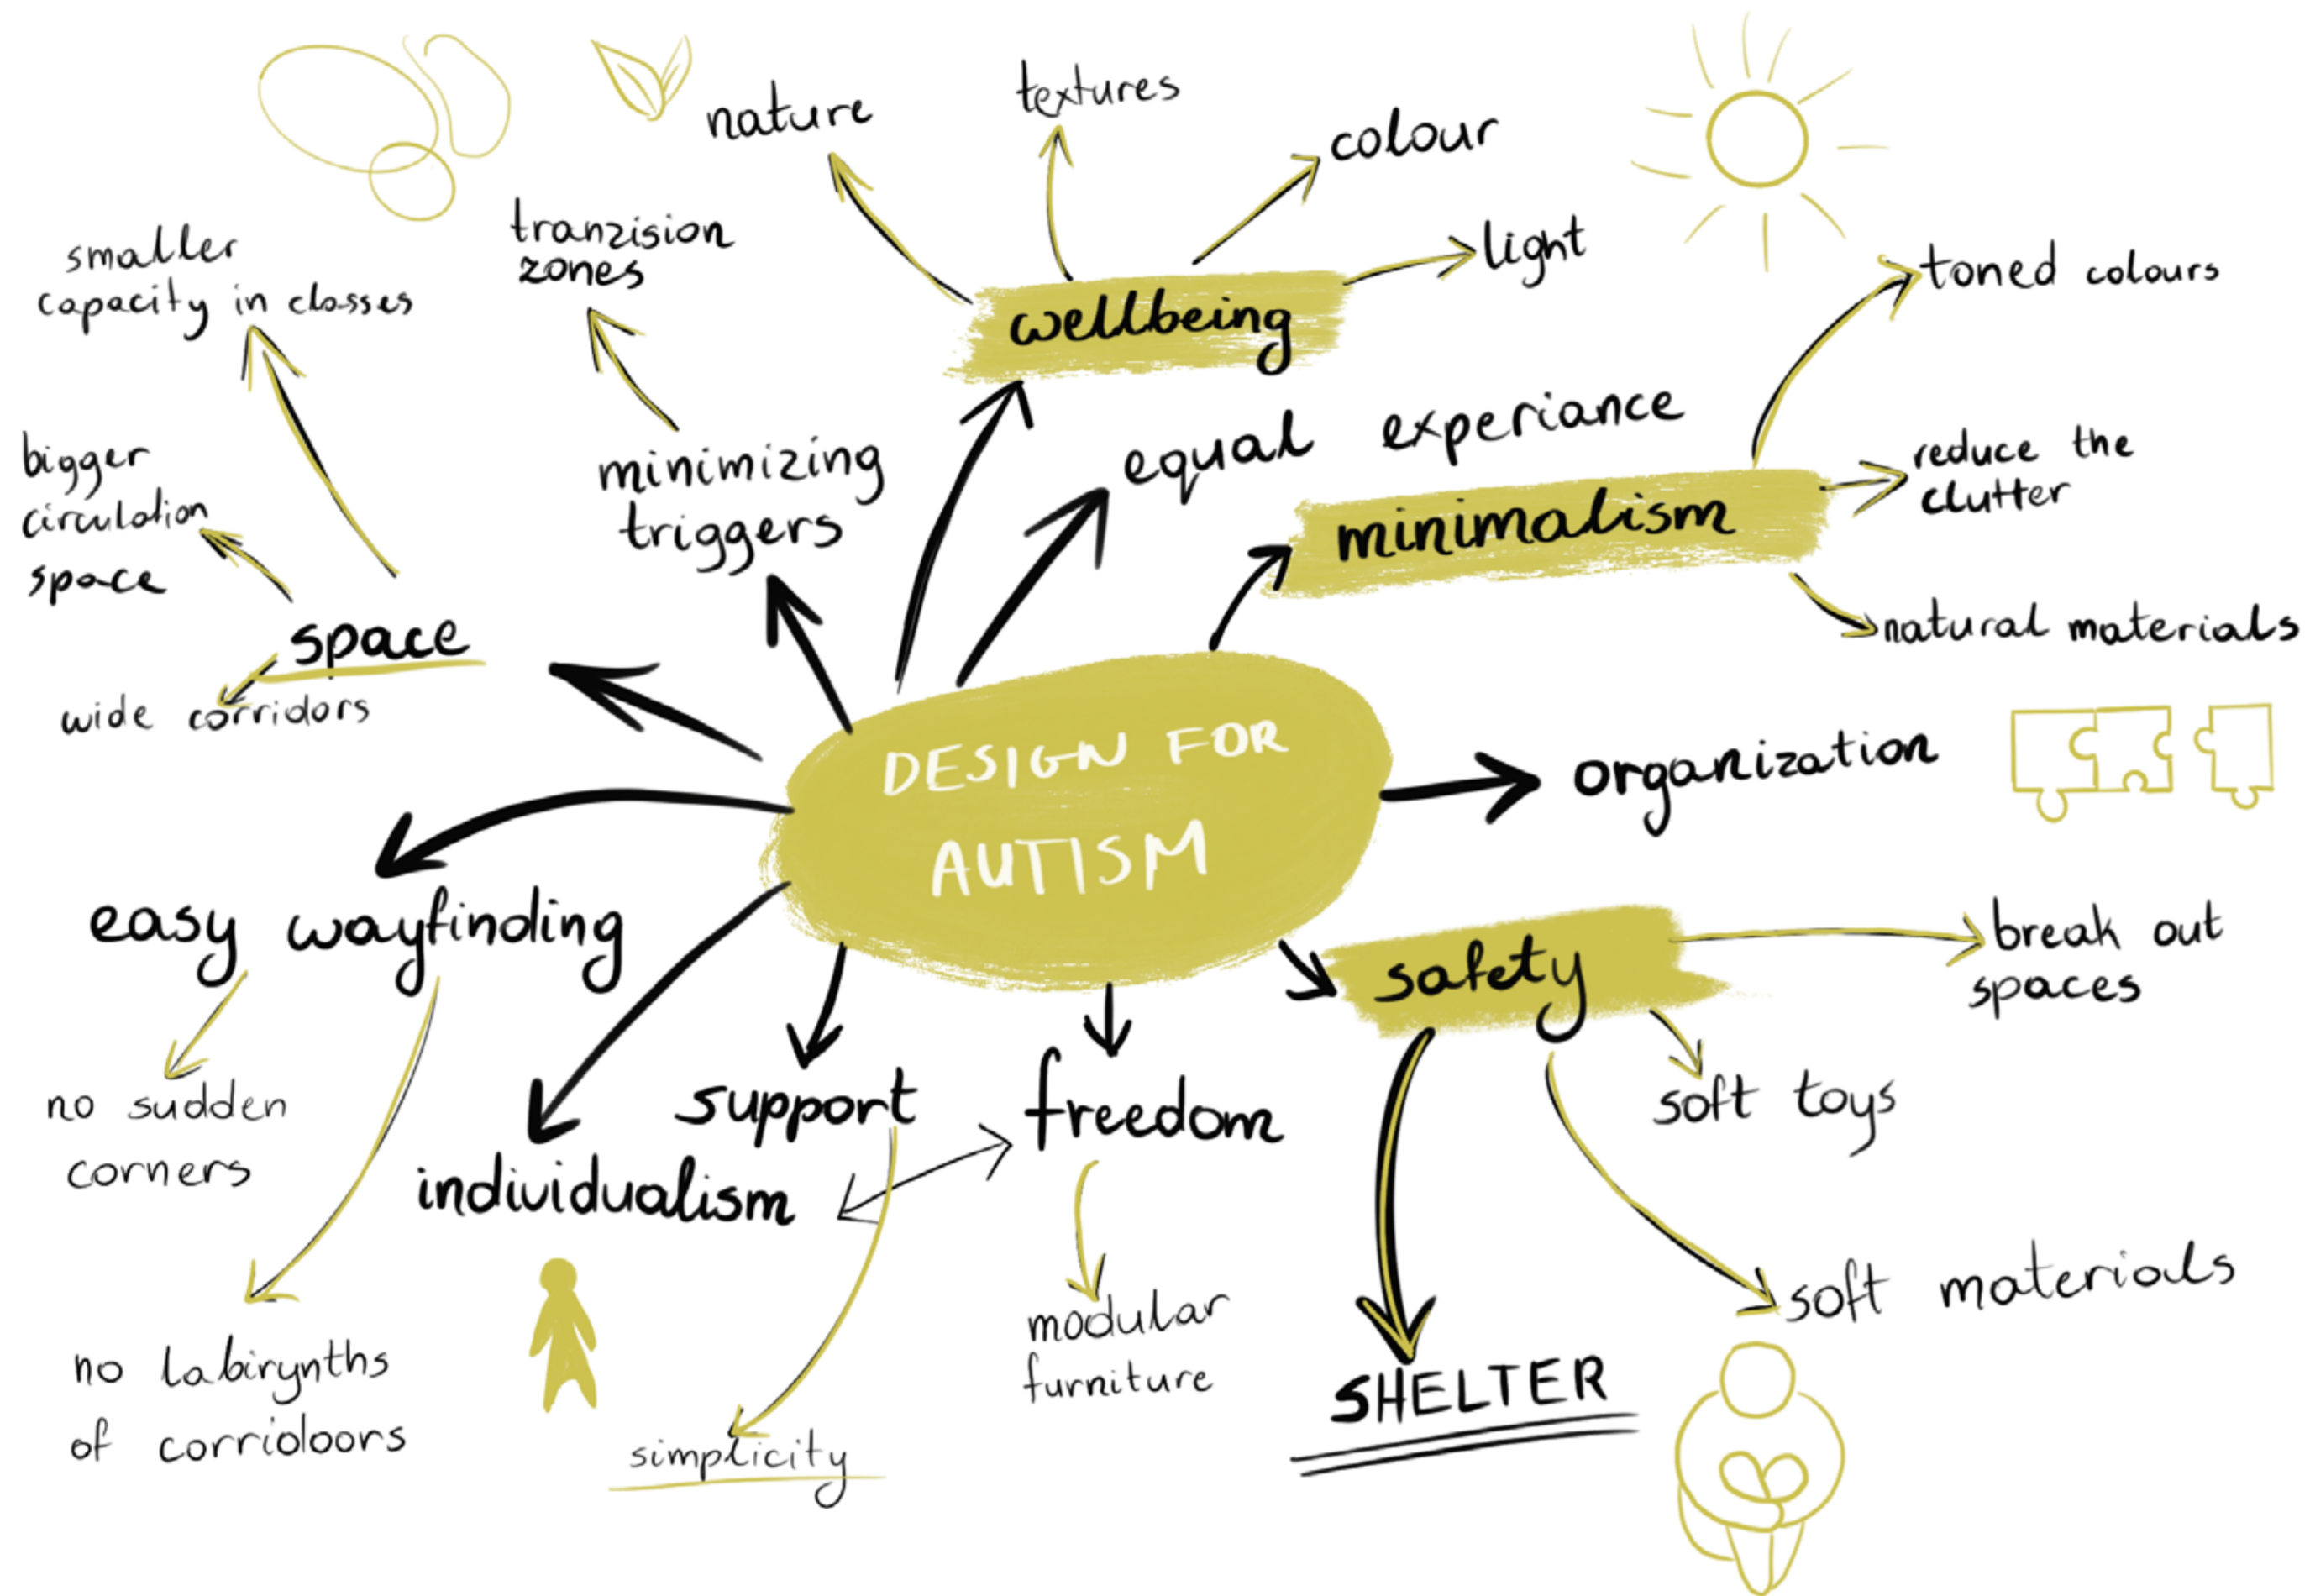 nature
textures
colour
light
smaller
capacity in classes
tranzision
zones
wellbeing
toned colours
bigger
circulation
space
minimizing
triggers
equal experiance
minimalism
reduce the
clutter
natural materials
space
wide corridors
DESIGN FOR
AUTISM
organization
easy wayfinding
safety
break out
spaces
no sudden
corners
individualism
support
freedom
soft toys
no labirynths
of corridoors
simplicity
modular
furniture
SHELTER
soft materials